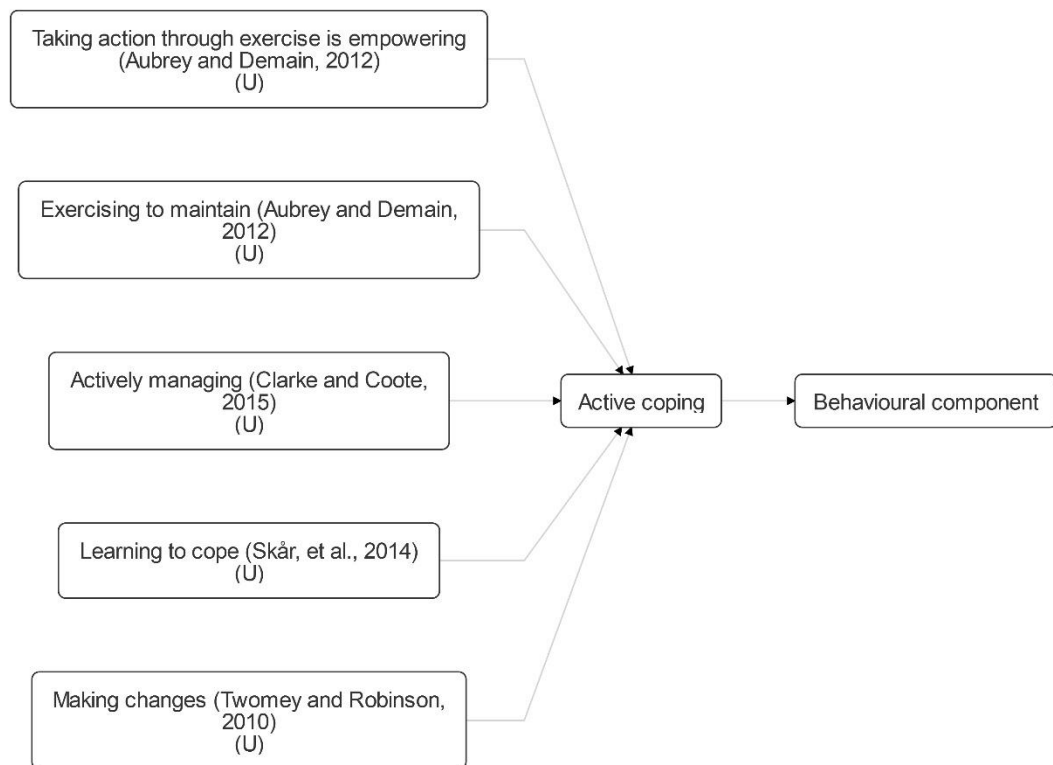 Taking action through exercise is empowering
(Aubrey and Demain, 2012)
(U)
Exercising to maintain (Aubrey and Demain,
2012)
(U)
Actively managing (Clarke and Coote,
2015)
(U)
Active coping
Behavioural component
Learning to cope (Skår, et al., 2014)
(U)
Making changes (Twomey and Robinson,
2010)
(U)